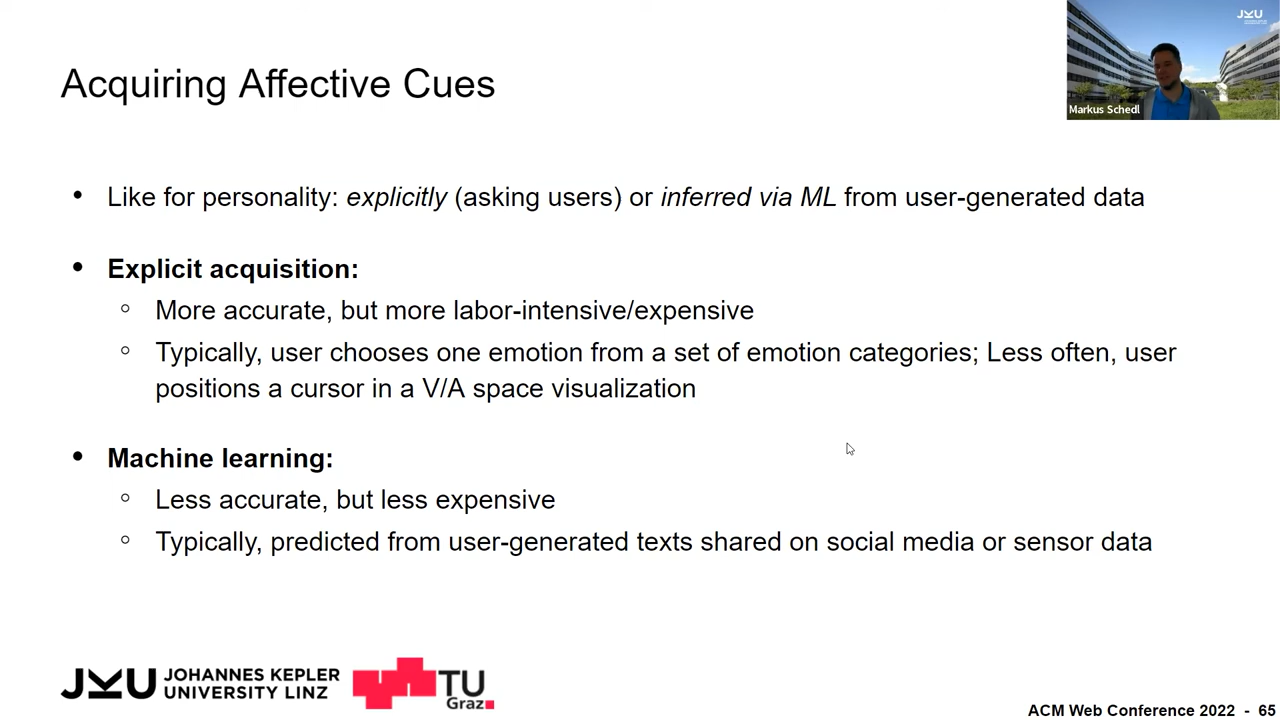 JKU
Markus Schedl
Acquiring Affective Cues
• Like for personality: explicitly (asking users) or inferred via ML from user-generated data
• Explicit acquisition:
○ More accurate, but more labor-intensive/expensive
○ Typically, user chooses one emotion from a set of emotion categories; Less often, user
positions a cursor in a V/A space visualization
• Machine learning:
○ Less accurate, but less expensive
○ Typically, predicted from user-generated texts shared on social media or sensor data
JKU JOHANNES KEPLER
UNIVERSITY LINZ
TU
Graz
ACM Web Conference 2022 - 65